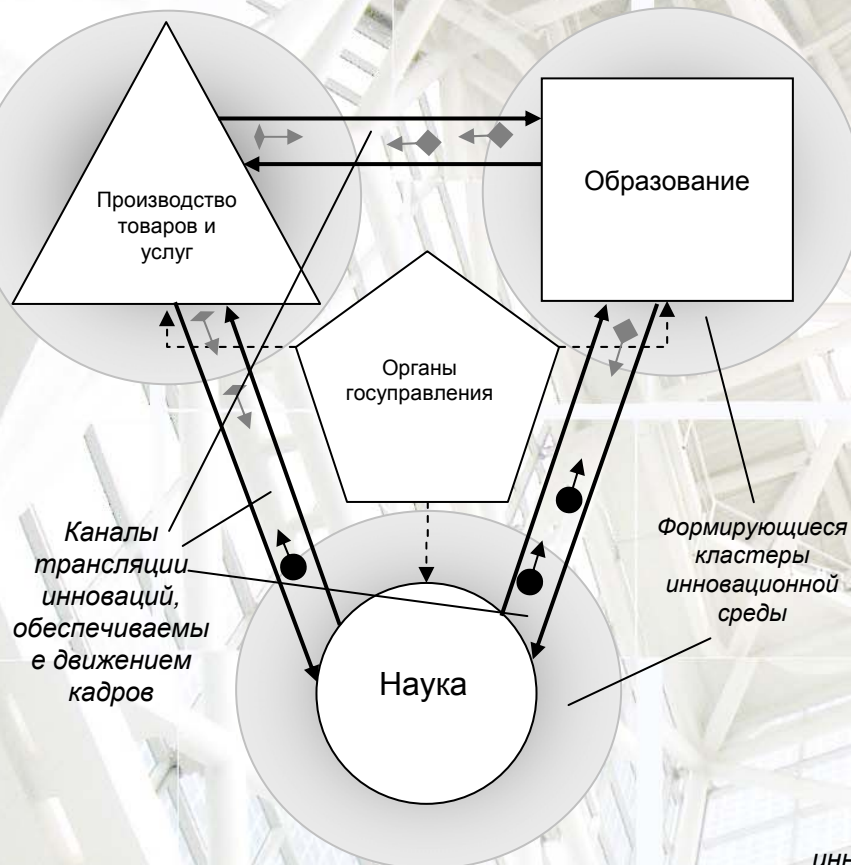 Производство
товаров и
услуг
Образование
Органы
госуправления
Каналы
трансляции
инноваций,
обеспечиваемы
е движением
кадров
Формирующиеся
кластеры
инновационной
среды
Наука